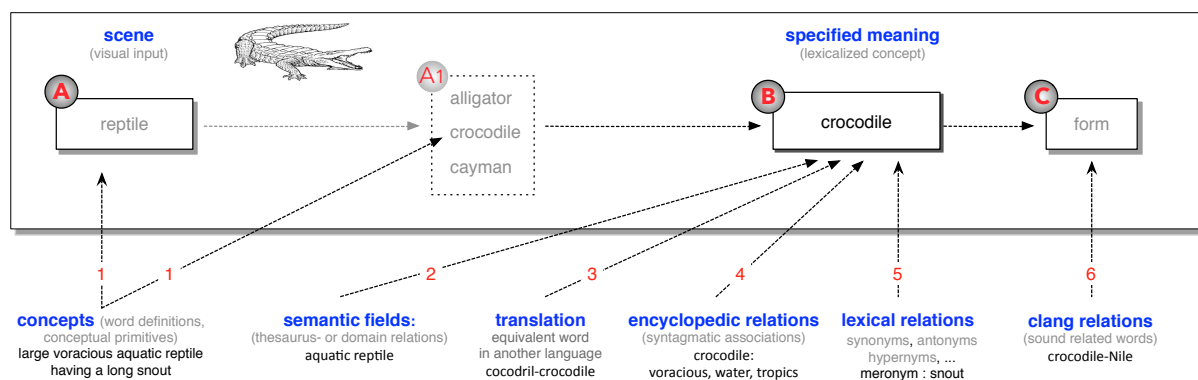 scene
(visual input)
specified meaning
(lexicalized concept)
A
reptile
A1
alligator
crocodile
cayman
B
crocodile
C
form
1
1
2
3
4
5
6
concepts (word definitions,
conceptual primitives)
large voracious aquatic reptile
having a long snout
semantic fields:
(thesaurus- or domain relations)
aquatic reptile
translation
equivalent word
in another language
cocodril-crocodile
encyclopedic relations
(syntagmatic associations)
crocodile:
voracious, water, tropics
lexical relations
synonyms, antonyms
hypernyms, ...
meronym : snout
clang relations
(sound related words)
crocodile-Nile